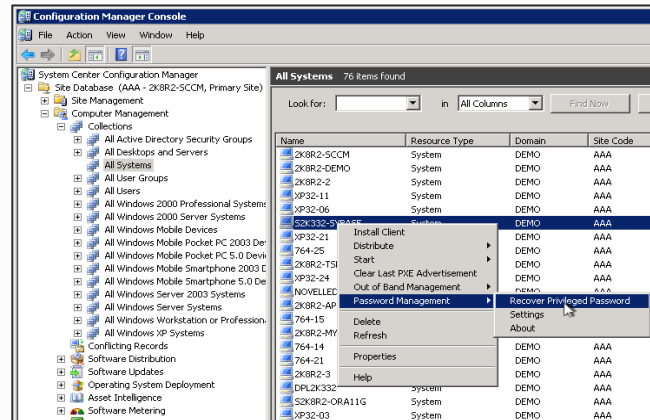 Configuration Manager Console
File Action View Window Help
System Center Configuration Manager
Site Database (AAA - 2K8R2-SCCM, Primary Site)
Site Management
Computer Management
Collections
All Active Directory Security Groups
All Desktops and Servers
All Systems
All User Groups
All Users
All Windows 2000 Professional Systems
All Windows 2000 Server Systems
All Windows Mobile Devices
All Windows Mobile Pocket PC 2003 De
All Windows Mobile Pocket PC 5.0 Devi
All Windows Mobile Smartphone 2003 D
All Windows Mobile Smartphone 5.0 De
All Windows Server 2003 Systems
All Windows Server Systems
All Windows Workstation or Profession
All Windows XP Systems
Conflicting Records
Software Distribution
Software Updates
Operating System Deployment
Asset Intelligence
Software Metering
All Systems 76 items found
Look for: in All Columns Find Now
Name Resource Type Domain Site Code
2K8R2-SCCM System DEMO AAA
2K8R2-DEMO System DEMO AAA
2K8R2-2 System DEMO AAA
XP32-11 System DEMO AAA
XP32-06 System DEMO AAA
S2K332-SYBASE System DEMO AAA
XP32-21 DEMO AAA
764-25 DEMO AAA
2K8R2-TS DEMO AAA
XP32-24 DEMO AAA
NOVELLED DEMO AAA
2K8R2-AP
764-15
2K8R2-MY
764-14 DEMO AAA
764-21 DEMO AAA
2K8R2-3 DEMO AAA
DPL2K332 System DEMO AAA
S2K8R2-ORA11G System DEMO AAA
XP32-03 System DEMO AAA
Install Client
Distribute
Start
Clear Last PXE Advertisement
Out of Band Management
Password Management
Delete
Refresh
Properties
Help
Recover Privileged Password
Settings
About